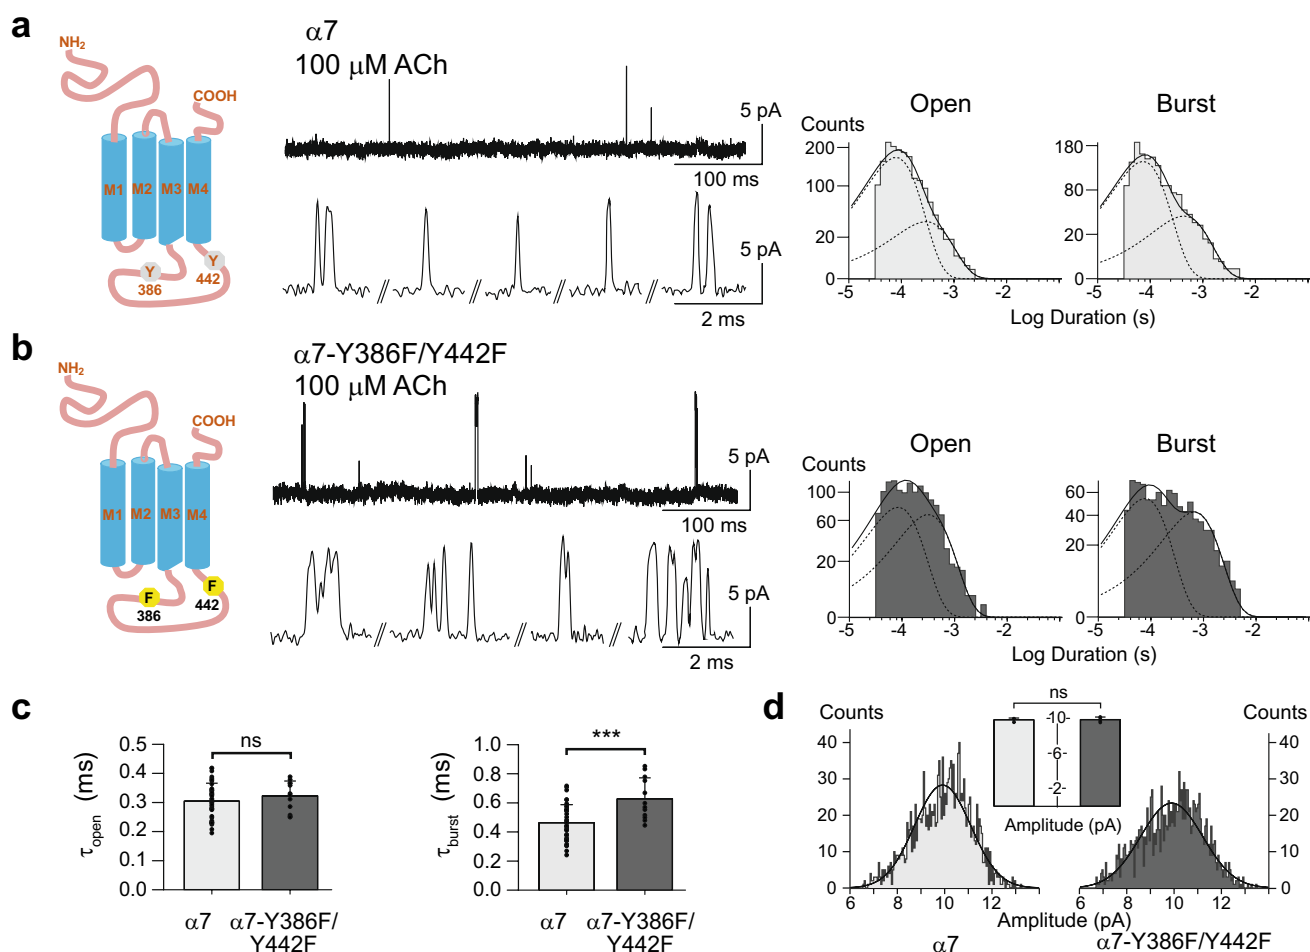 a
NH2
COOH
M1 M2 M3 M4
Y
386
Y
442
α7
100 μM ACh
5 pA
100 ms
5 pA
2 ms
Open
Counts
200
100
20
0
-5 -4 -3 -2
Burst
180
80
20
0
-5 -4 -3 -2
Log Duration (s)
b
NH2
COOH
M1 M2 M3 M4
F
386
F
442
α7-Y386F/Y442F
100 μM ACh
5 pA
100 ms
5 pA
2 ms
Open
Counts
100
60
20
0
-5 -4 -3 -2
Burst
60
40
20
0
-5 -4 -3 -2
Log Duration (s)
c
τopen (ms)
0.5
0.4
0.3
0.2
0.1
0.0
ns
α7 α7-Y386F/
Y442F
τburst (ms)
1.0
0.8
0.6
0.4
0.2
0.0
***
α7 α7-Y386F/
Y442F
d
Counts
40
30
20
10
0
6 8 10 12
ns
-10-
-6-
-2-
Amplitude (pA)
Counts
40
30
20
10
0
6 8 10 12
Amplitude (pA)
α7
α7-Y386F/Y442F